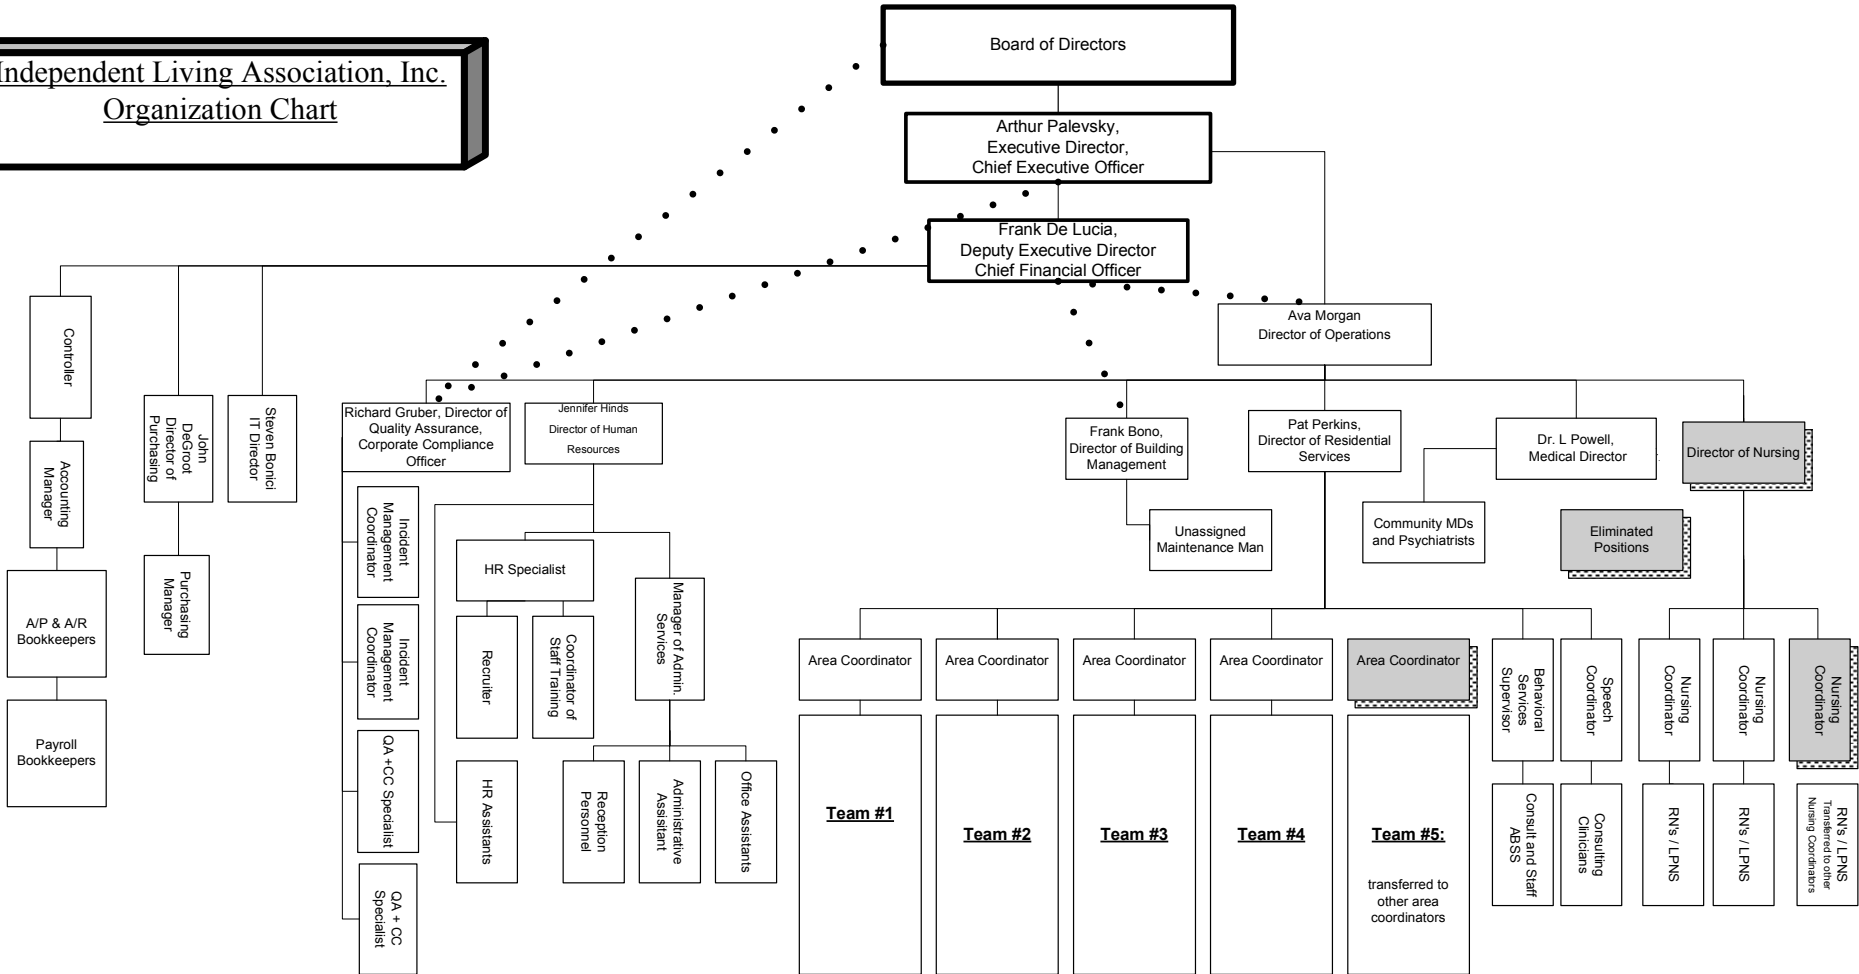 Independent Living Association, Inc.
Organization Chart
Board of Directors
Arthur Palevsky,
Executive Director,
Chief Executive Officer
Frank De Lucia,
Deputy Executive Director
Chief Financial Officer
Ava Morgan
Director of Operations
Controller
Accounting
Manager
A/P & A/R
Bookkeepers
Payroll
Bookkeepers
John
DeGroot
Director of
Purchasing
Purchasing
Manager
Steven Bonici
IT Director
Richard Gruber, Director of
Quality Assurance,
Corporate Compliance
Officer
Incident
Management
Coordinator
Incident
Management
Coordinator
QA +CC Specialist
QA + CC
Specialist
Jennifer Hinds
Director of Human
Resources
HR Specialist
Recruiter
Coordinator of
Staff Training
HR Assistants
Manager of Admin.
Services
Reception
Personnel
Administrative
Assisitant
Office Assistants
Frank Bono,
Director of Building
Management
Unassigned
Maintenance Man
Pat Perkins,
Director of Residential
Services
Dr. L Powell,
Medical Director
Community MDs
and Psychiatrists
Director of Nursing
Eliminated
Positions
Area Coordinator
Area Coordinator
Area Coordinator
Area Coordinator
Area Coordinator
Team #1
Team #2
Team #3
Team #4
Team #5:
transferred to
other area
coordinators
Behavioral
Services
Supervisor
Consult and Staff
ABSS
Speech
Coordinator
Consulting
Clinicians
Nursing
Coordinator
RN's / LPNS
Nursing
Coordinator
RN's / LPNS
Nursing
Coordinator
RN's / LPNS
Transferred to other
Nursing Coordinators